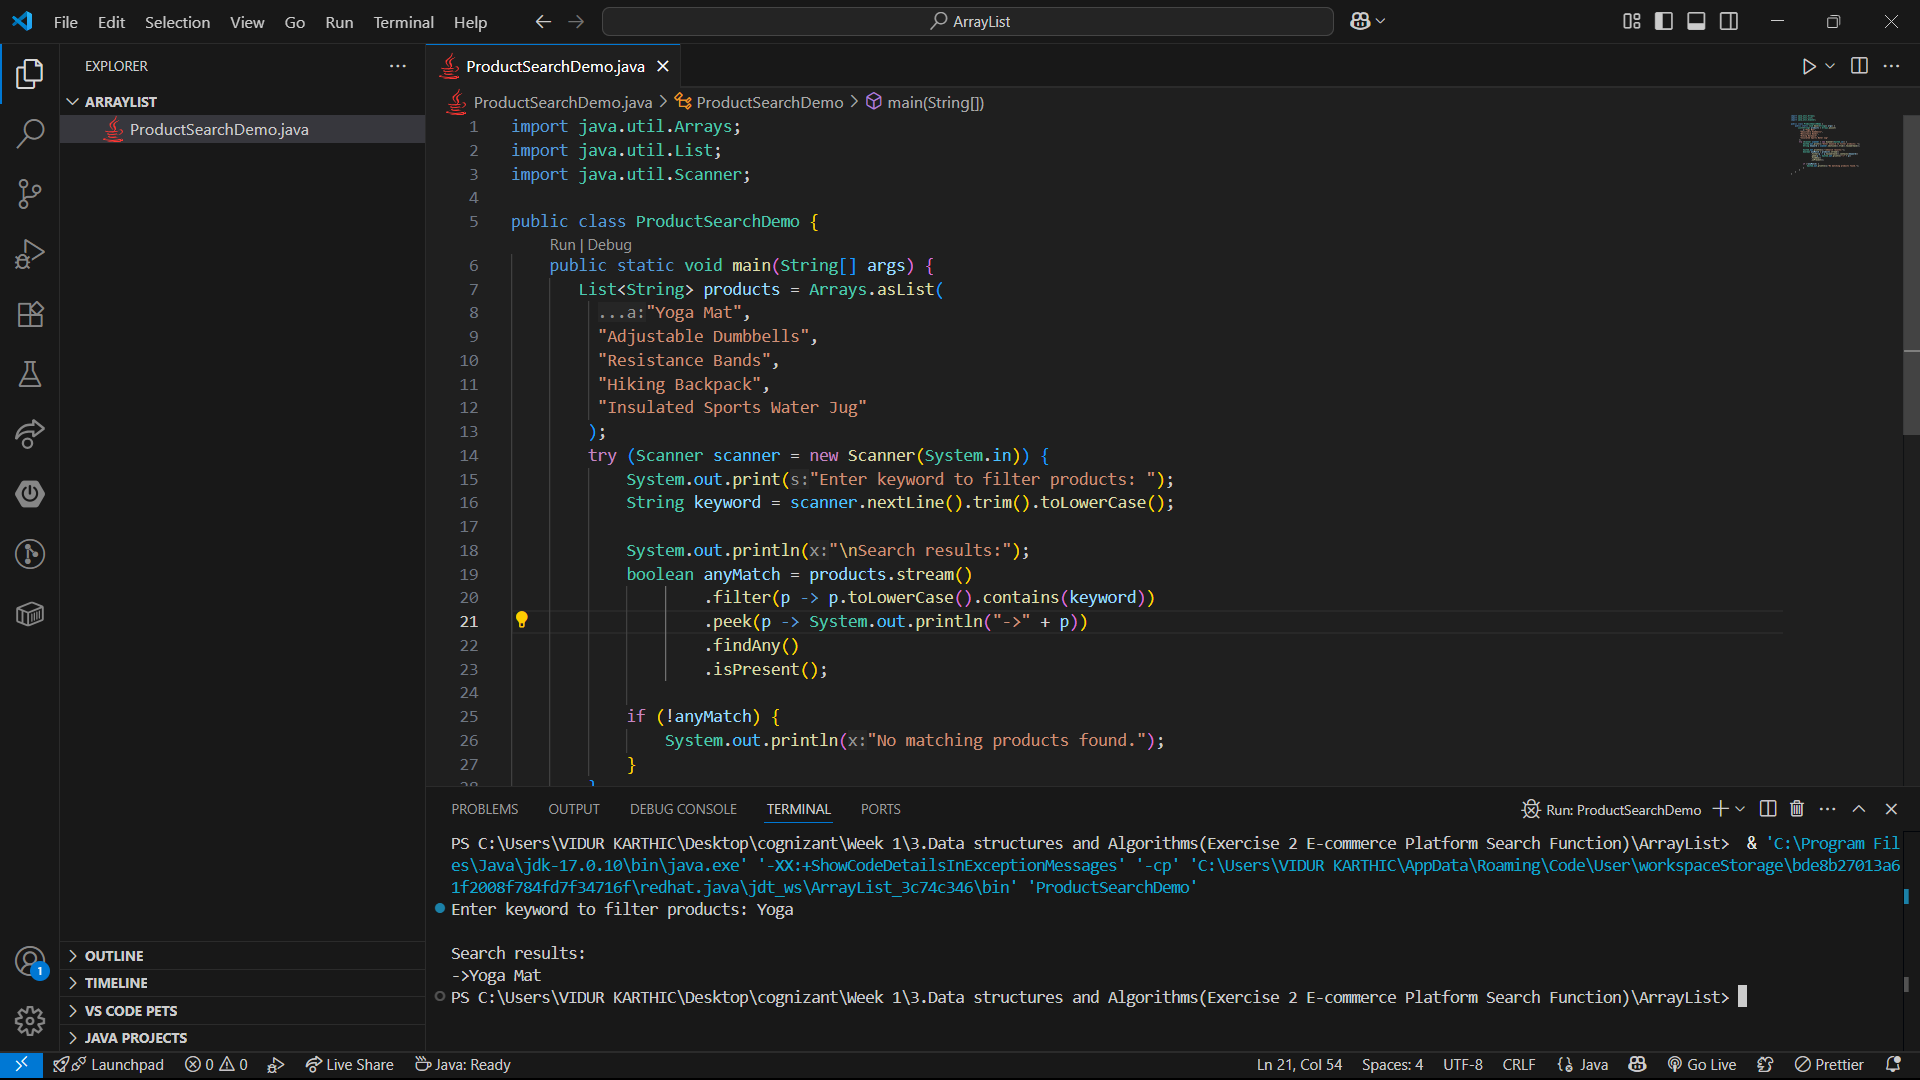 File Edit Selection View Go Run Terminal Help
ArrayList
EXPLORER
ARRAYLIST
ProductSearchDemo.java
ProductSearchDemo.java
ProductSearchDemo.java > ProductSearchDemo > main(String[])
1 import java.util.Arrays;
2 import java.util.List;
3 import java.util.Scanner;
4
5 public class ProductSearchDemo {
Run | Debug
6 public static void main(String[] args) {
7 List<String> products = Arrays.asList(
8 ...a:"Yoga Mat",
9 "Adjustable Dumbbells",
10 "Resistance Bands",
11 "Hiking Backpack",
12 "Insulated Sports Water Jug"
13 );
14 try (Scanner scanner = new Scanner(System.in)) {
15 System.out.print(s:"Enter keyword to filter products: ");
16 String keyword = scanner.nextLine().trim().toLowerCase();
17
18 System.out.println(x:"\nSearch results:");
19 boolean anyMatch = products.stream()
20 .filter(p -> p.toLowerCase().contains(keyword))
21 .peek(p -> System.out.println("->" + p))
22 .findAny()
23 .isPresent();
24
25 if (!anyMatch) {
26 System.out.println(x:"No matching products found.");
27 }
28 }
PROBLEMS OUTPUT DEBUG CONSOLE TERMINAL PORTS
Run: ProductSearchDemo
PS C:\Users\VIDUR KARTHIC\Desktop\cognizant\Week 1\3.Data structures and Algorithms(Exercise 2 E-commerce Platform Search Function)\ArrayList> & 'C:\Program Fil
es\Java\jdk-17.0.10\bin\java.exe' '-XX:+ShowCodeDetailsInExceptionMessages' '-cp' 'C:\Users\VIDUR KARTHIC\AppData\Roaming\Code\User\workspaceStorage\bde8b27013a6
1f2008f784fd7f34716f\redhat.java\jdt_ws\ArrayList_3c74c346\bin' 'ProductSearchDemo'
Enter keyword to filter products: Yoga
Search results:
->Yoga Mat
PS C:\Users\VIDUR KARTHIC\Desktop\cognizant\Week 1\3.Data structures and Algorithms(Exercise 2 E-commerce Platform Search Function)\ArrayList>
OUTLINE
TIMELINE
VS CODE PETS
JAVA PROJECTS
1
Launchpad 0 0 Live Share Java: Ready
Ln 21, Col 54 Spaces: 4 UTF-8 CRLF Java Go Live Prettier